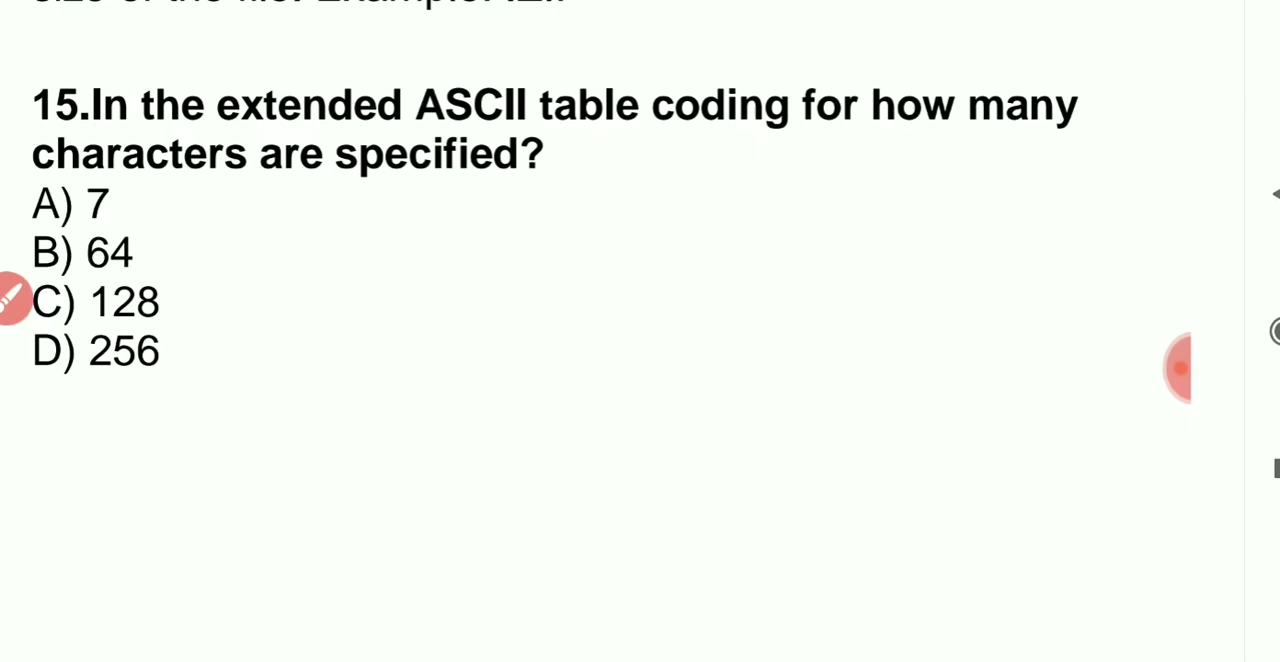 15.In the extended ASCII table coding for how many
characters are specified?
A) 7
B) 64
C) 128
D) 256